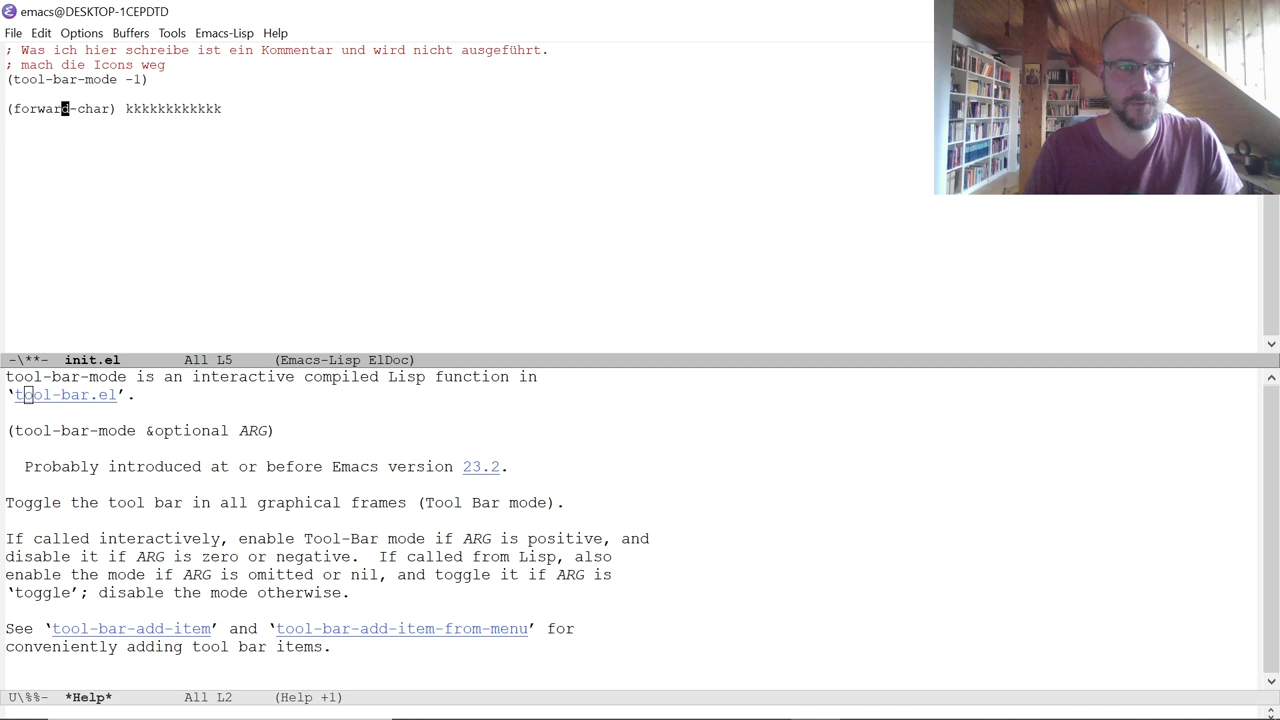 emacs@DESKTOP-1CEPDTD
File Edit Options Buffers Tools Emacs-Lisp Help
; Was ich hier schreibe ist ein Kommentar und wird nicht ausgeführt.
; mach die Icons weg
(tool-bar-mode -1)
(forward-char) kkkkkkkkkkkk
-\**- init.el All L5 (Emacs-Lisp ElDoc)
tool-bar-mode is an interactive compiled Lisp function in
‘tool-bar.el’.
(tool-bar-mode &optional ARG)
Probably introduced at or before Emacs version 23.2.
Toggle the tool bar in all graphical frames (Tool Bar mode).
If called interactively, enable Tool-Bar mode if ARG is positive, and
disable it if ARG is zero or negative. If called from Lisp, also
enable the mode if ARG is omitted or nil, and toggle it if ARG is
‘toggle’; disable the mode otherwise.
See ‘tool-bar-add-item’ and ‘tool-bar-add-item-from-menu’ for
conveniently adding tool bar items.
U\%%- *Help* All L2 (Help +1)